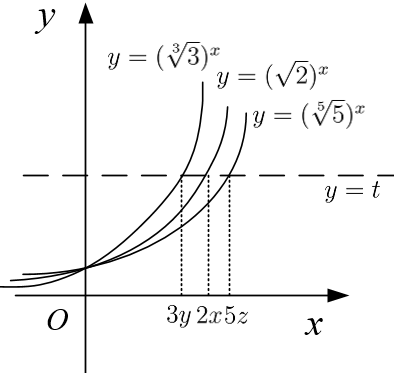 y
y = (∛3)ˣ
y = (√2)ˣ
y = (⁵√5)ˣ
y = t
O
3y 2x 5z
x